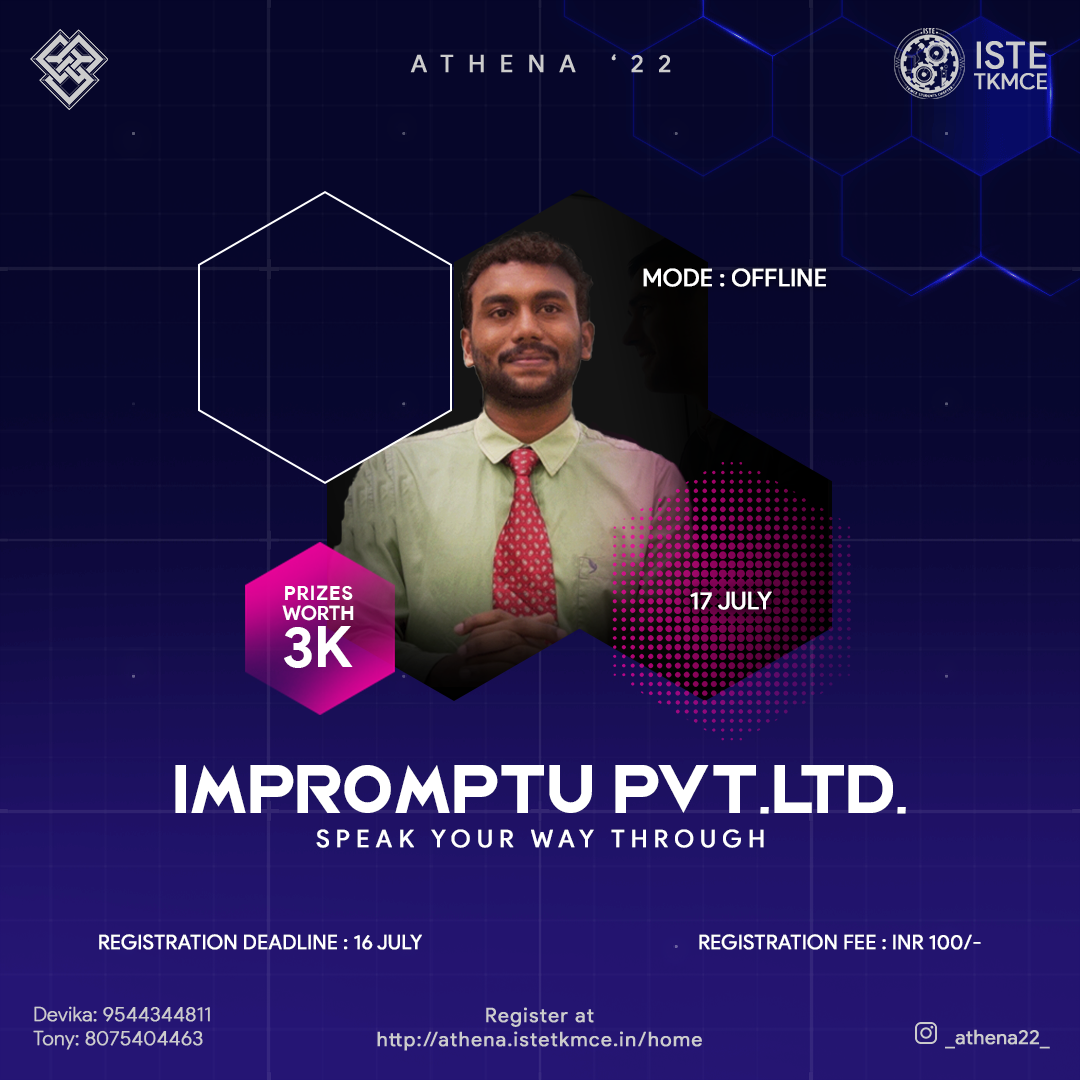 ATHENA ‘22
ISTE
TKMCE
MODE : OFFLINE
PRIZES
WORTH
3K
17 JULY
IMPROMPTU PVT.LTD.
SPEAK YOUR WAY THROUGH
REGISTRATION DEADLINE : 16 JULY
REGISTRATION FEE : INR 100/-
Devika: 9544344811
Tony: 8075404463
Register at
http://athena.istetkmce.in/home
_athena22_